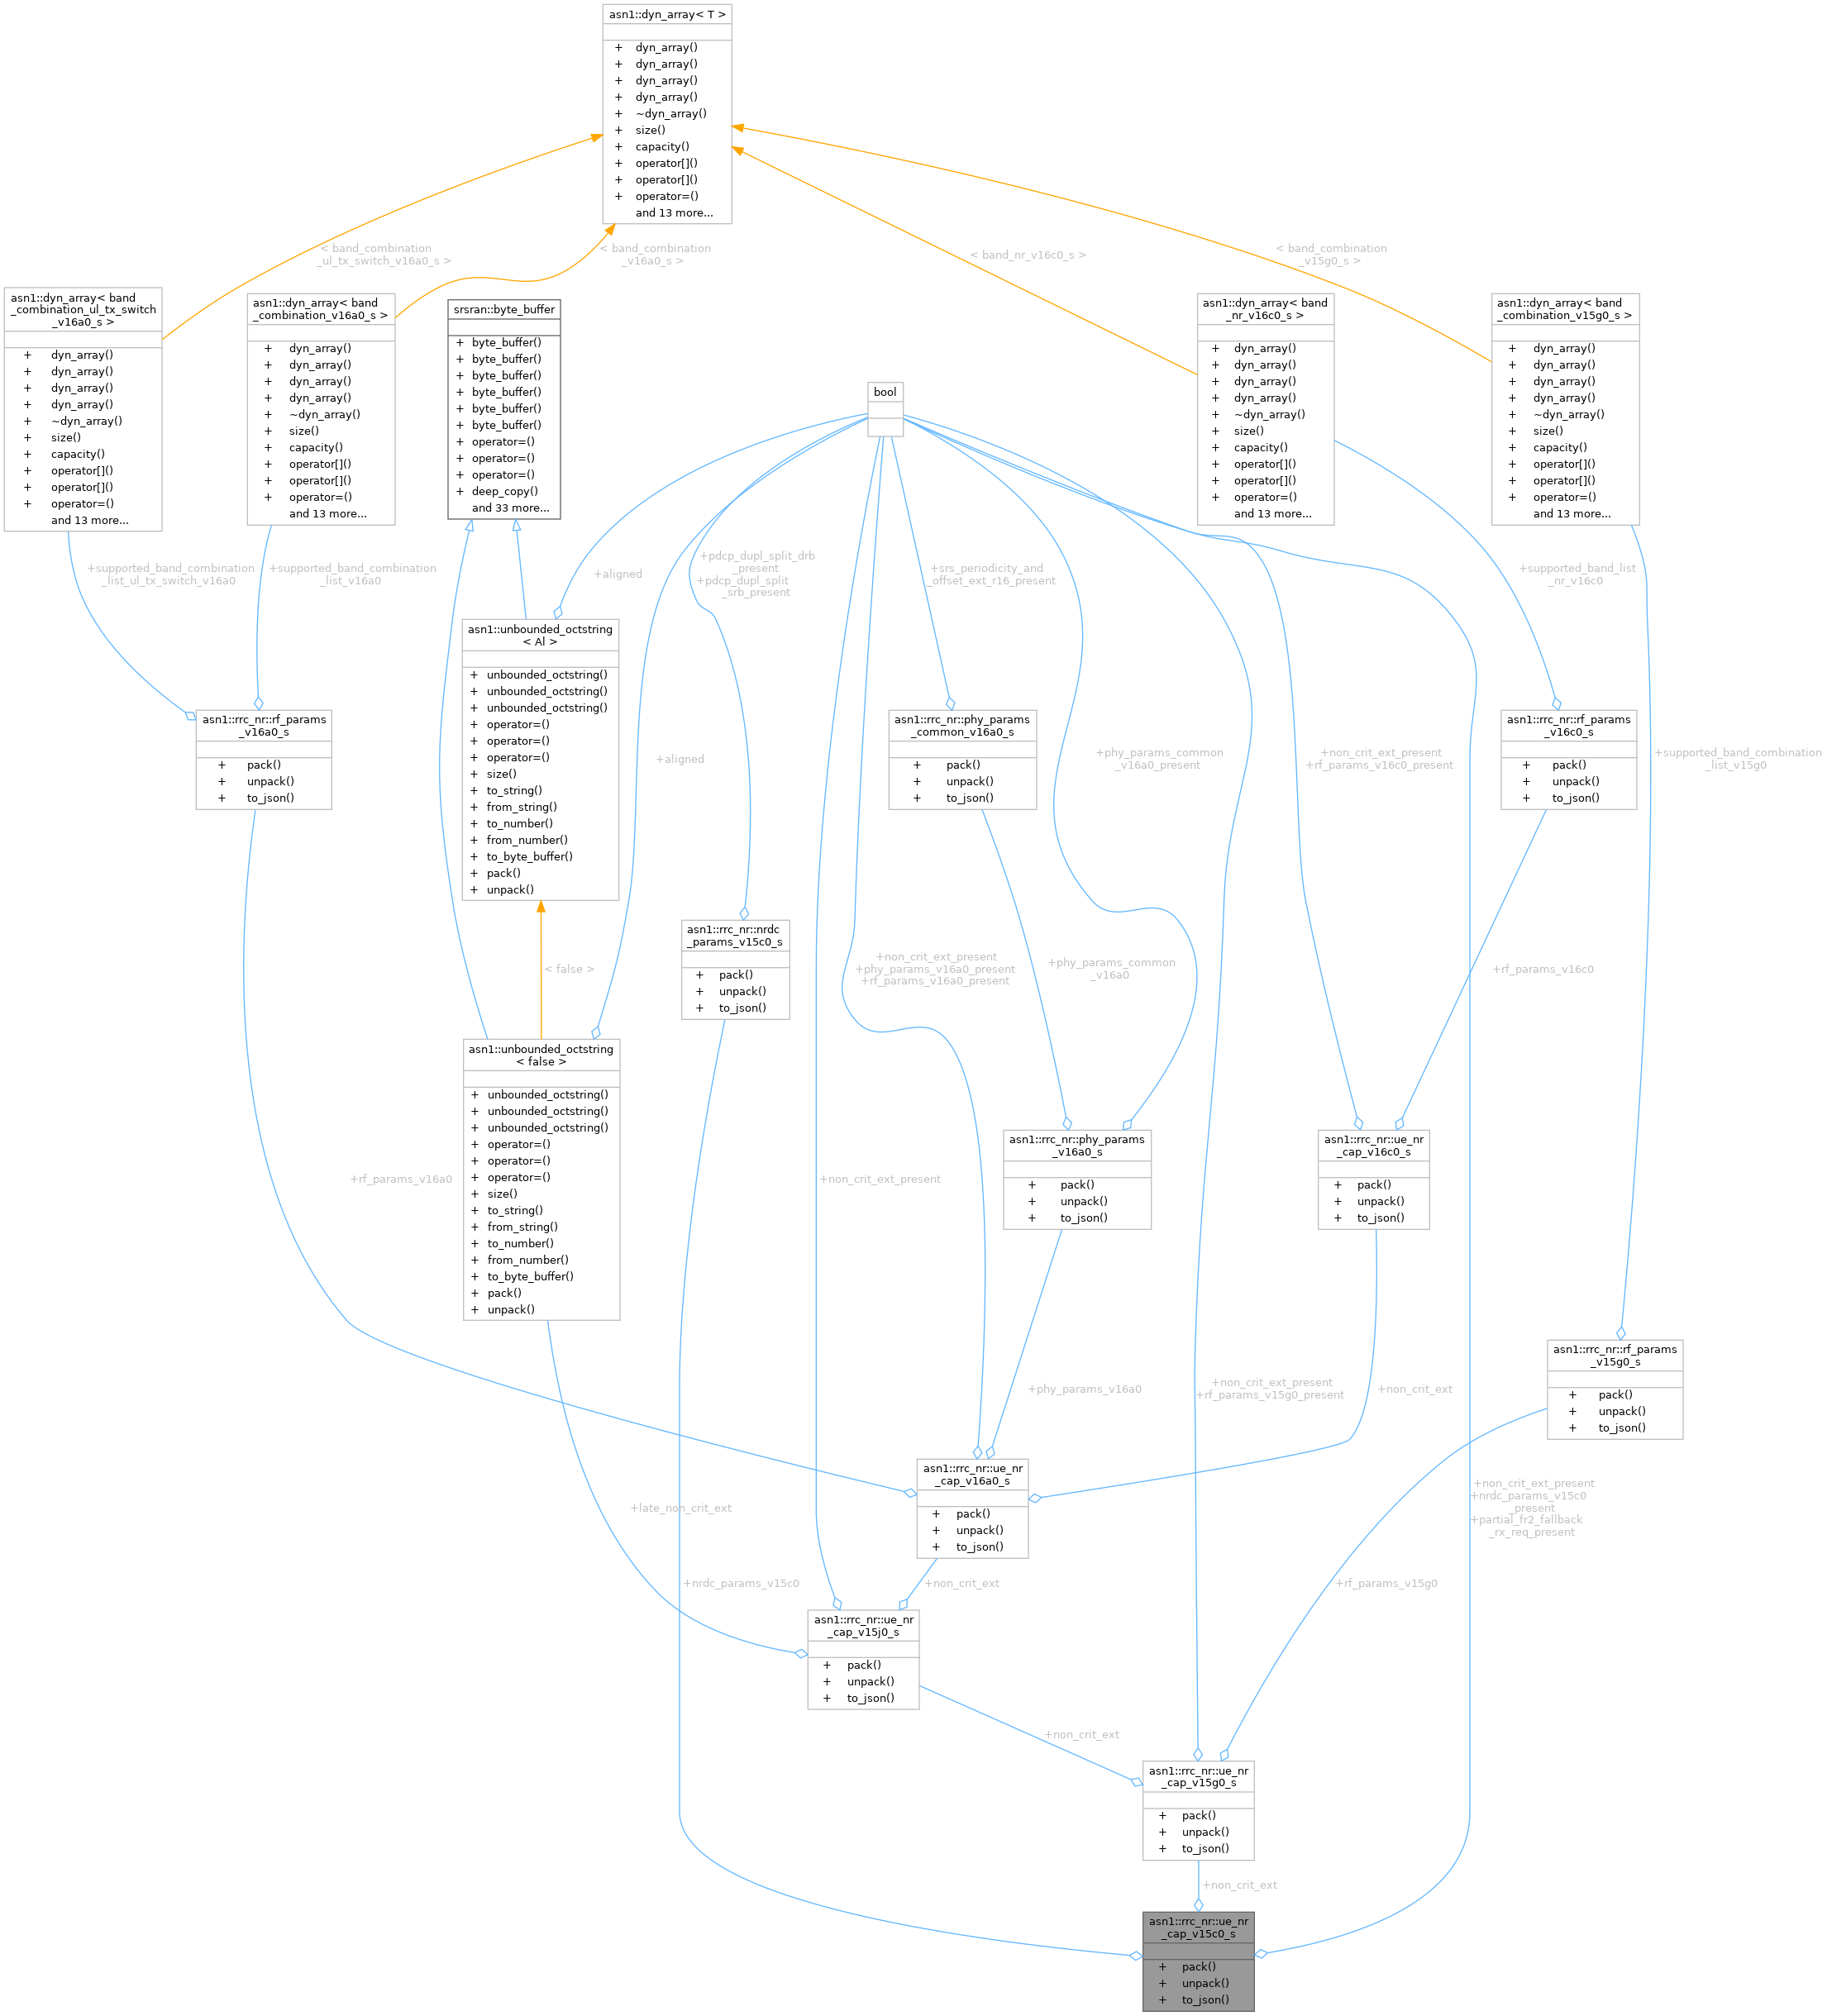 asn1::dyn_array< T >
+ dyn_array()
+ dyn_array()
+ dyn_array()
+ dyn_array()
+ ~dyn_array()
+ size()
+ capacity()
+ operator[]()
+ operator[]()
+ operator=()
and 13 more...
< band_combination
_ul_tx_switch_v16a0_s >
< band_combination
_v16a0_s >
< band_nr_v16c0_s >
< band_combination
_v15g0_s >
asn1::dyn_array< band
_combination_ul_tx_switch
_v16a0_s >
+ dyn_array()
+ dyn_array()
+ dyn_array()
+ dyn_array()
+ ~dyn_array()
+ size()
+ capacity()
+ operator[]()
+ operator[]()
+ operator=()
and 13 more...
asn1::dyn_array< band
_combination_v16a0_s >
+ dyn_array()
+ dyn_array()
+ dyn_array()
+ dyn_array()
+ ~dyn_array()
+ size()
+ capacity()
+ operator[]()
+ operator[]()
+ operator=()
and 13 more...
srsran::byte_buffer
+ byte_buffer()
+ byte_buffer()
+ byte_buffer()
+ byte_buffer()
+ byte_buffer()
+ byte_buffer()
+ operator=()
+ operator=()
+ operator=()
+ deep_copy()
and 33 more...
bool
asn1::dyn_array< band
_nr_v16c0_s >
+ dyn_array()
+ dyn_array()
+ dyn_array()
+ dyn_array()
+ ~dyn_array()
+ size()
+ capacity()
+ operator[]()
+ operator[]()
+ operator=()
and 13 more...
asn1::dyn_array< band
_combination_v15g0_s >
+ dyn_array()
+ dyn_array()
+ dyn_array()
+ dyn_array()
+ ~dyn_array()
+ size()
+ capacity()
+ operator[]()
+ operator[]()
+ operator=()
and 13 more...
+supported_band_combination
_list_ul_tx_switch_v16a0
+supported_band_combination
_list_v16a0
+aligned
+pdcp_dupl_split_drb
_present
+pdcp_dupl_split
_srb_present
+srs_periodicity_and
_offset_ext_r16_present
+supported_band_list
_nr_v16c0
asn1::unbounded_octstring
< Al >
+ unbounded_octstring()
+ unbounded_octstring()
+ unbounded_octstring()
+ operator=()
+ operator=()
+ operator=()
+ size()
+ to_string()
+ from_string()
+ to_number()
+ from_number()
+ to_byte_buffer()
+ pack()
+ unpack()
asn1::rrc_nr::rf_params
_v16a0_s
+ pack()
+ unpack()
+ to_json()
+aligned
asn1::rrc_nr::phy_params
_common_v16a0_s
+ pack()
+ unpack()
+ to_json()
+phy_params_common
_v16a0_present
+non_crit_ext_present
+rf_params_v16c0_present
asn1::rrc_nr::rf_params
_v16c0_s
+ pack()
+ unpack()
+ to_json()
+supported_band_combination
_list_v15g0
asn1::rrc_nr::nrdc
_params_v15c0_s
+ pack()
+ unpack()
+ to_json()
< false >
+non_crit_ext_present
+phy_params_v16a0_present
+rf_params_v16a0_present
+phy_params_common
_v16a0
+rf_params_v16c0
asn1::unbounded_octstring
< false >
+ unbounded_octstring()
+ unbounded_octstring()
+ unbounded_octstring()
+ operator=()
+ operator=()
+ operator=()
+ size()
+ to_string()
+ from_string()
+ to_number()
+ from_number()
+ to_byte_buffer()
+ pack()
+ unpack()
+rf_params_v16a0
+non_crit_ext_present
asn1::rrc_nr::phy_params
_v16a0_s
+ pack()
+ unpack()
+ to_json()
asn1::rrc_nr::ue_nr
_cap_v16c0_s
+ pack()
+ unpack()
+ to_json()
asn1::rrc_nr::rf_params
_v15g0_s
+ pack()
+ unpack()
+ to_json()
+phy_params_v16a0
+non_crit_ext_present
+rf_params_v15g0_present
+non_crit_ext
asn1::rrc_nr::ue_nr
_cap_v16a0_s
+ pack()
+ unpack()
+ to_json()
+late_non_crit_ext
+non_crit_ext_present
+nrdc_params_v15c0
_present
+partial_fr2_fallback
_rx_req_present
+nrdc_params_v15c0
+non_crit_ext
+rf_params_v15g0
asn1::rrc_nr::ue_nr
_cap_v15j0_s
+ pack()
+ unpack()
+ to_json()
+non_crit_ext
asn1::rrc_nr::ue_nr
_cap_v15g0_s
+ pack()
+ unpack()
+ to_json()
+non_crit_ext
asn1::rrc_nr::ue_nr
_cap_v15c0_s
+ pack()
+ unpack()
+ to_json()